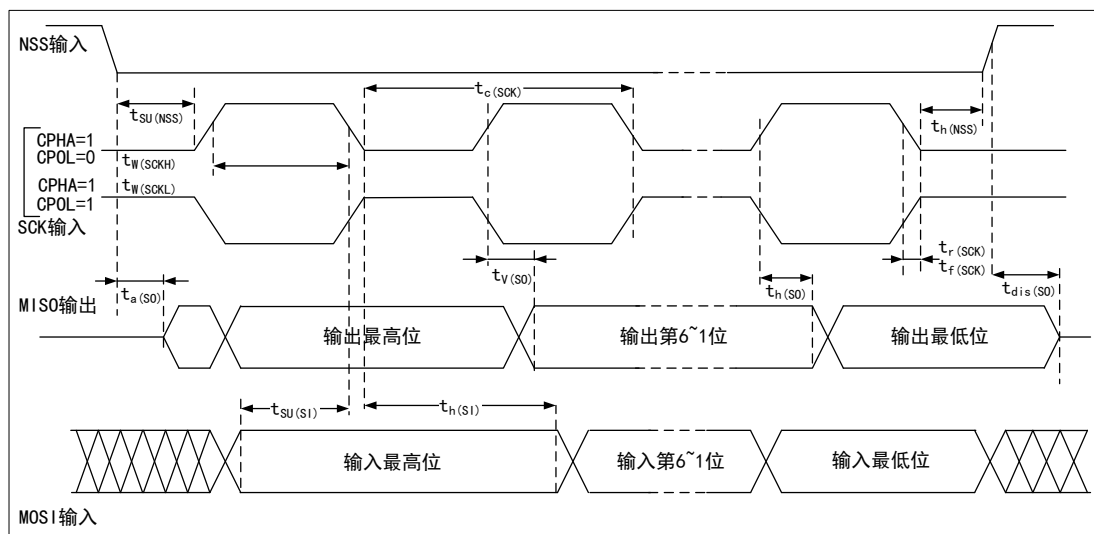 NSS输入
tSU(NSS)
tc(SCK)
th(NSS)
CPHA=1
CPOL=0
tW(SCKH)
CPHA=1
CPOL=1
tW(SCKL)
SCK输入
tr(SCK)
tf(SCK)
ta(SO)
tV(SO)
th(SO)
tdis(SO)
MISO输出
输出最高位
输出第6~1位
输出最低位
tSU(SI)
th(SI)
输入最高位
输入第6~1位
输入最低位
MOSI输入